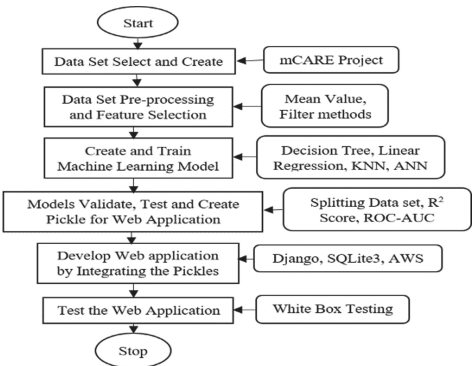 Start
Data Set Select and Create
mCARE Project
Data Set Pre-processing
and Feature Selection
Mean Value,
Filter methods
Create and Train
Machine Learning Model
Decision Tree, Linear
Regression, KNN, ANN
Models Validate, Test and Create
Pickle for Web Application
Splitting Data set, R²
Score, ROC-AUC
Develop Web application
by Integrating the Pickles
Django, SQLite3, AWS
Test the Web Application
White Box Testing
Stop